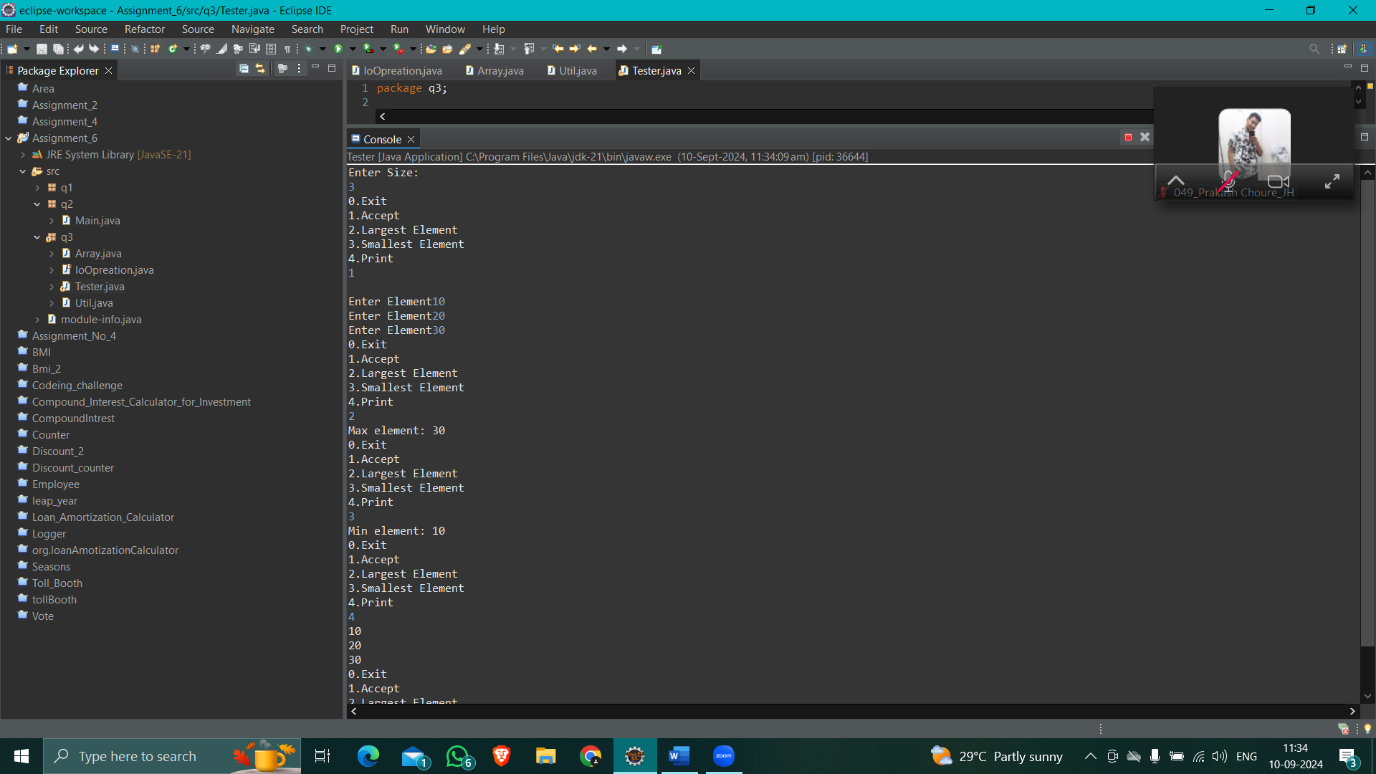 eclipse-workspace - Assignment_6/src/q3/Tester.java - Eclipse IDE
File Edit Source Refactor Source Navigate Search Project Run Window Help
Package Explorer
Area
Assignment_2
Assignment_4
Assignment_6
JRE System Library [JavaSE-21]
src
q1
q2
Main.java
q3
Array.java
IoOpreation.java
Tester.java
Util.java
module-info.java
Assignment_No_4
BMI
Bmi_2
Codeing_challenge
Compound_Interest_Calculator_for_Investment
CompoundIntrest
Counter
Discount_2
Discount_counter
Employee
leap_year
Loan_Amortization_Calculator
Logger
org.loanAmotizationCalculator
Seasons
Toll_Booth
tollBooth
Vote
IoOpreation.java Array.java Util.java Tester.java
1 package q3;
2
Console
Tester [Java Application] C:\Program Files\Java\jdk-21\bin\javaw.exe (10-Sept-2024, 11:34:09 am) [pid: 36644]
Enter Size:
3
0.Exit
1.Accept
2.Largest Element
3.Smallest Element
4.Print
1
Enter Element10
Enter Element20
Enter Element30
0.Exit
1.Accept
2.Largest Element
3.Smallest Element
4.Print
2
Max element: 30
0.Exit
1.Accept
2.Largest Element
3.Smallest Element
4.Print
3
Min element: 10
0.Exit
1.Accept
2.Largest Element
3.Smallest Element
4.Print
4
10
20
30
0.Exit
1.Accept
2.Largest Element
049_Prakash Choure_JH
Type here to search
1
6
zoom
29°C Partly sunny
ENG
11:34
10-09-2024
3